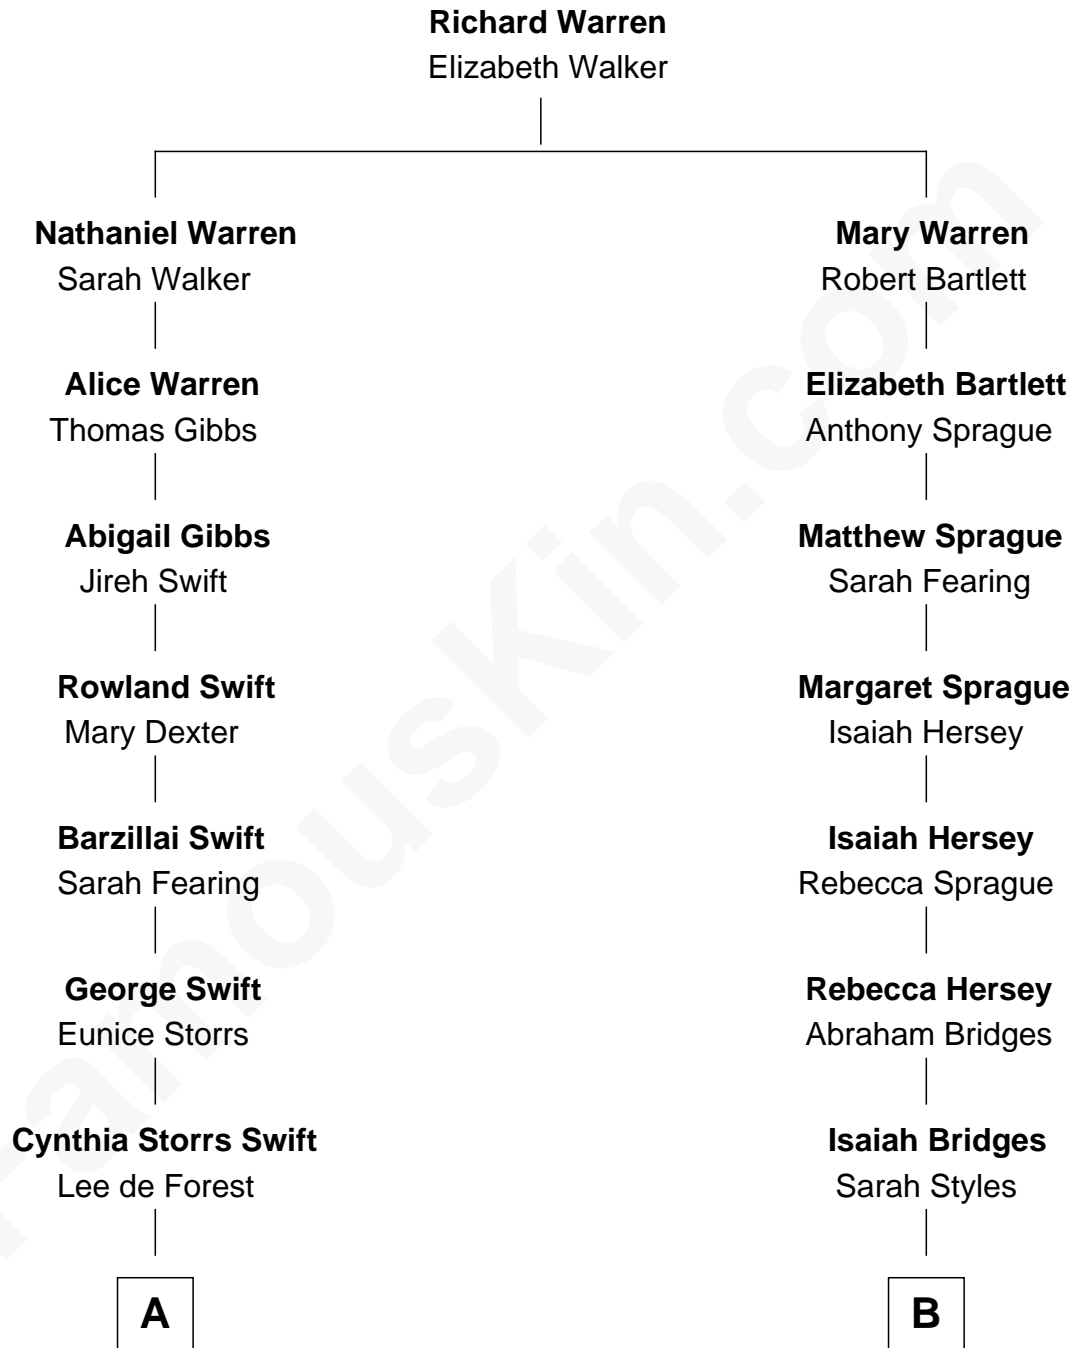 Richard Warren
Elizabeth Walker
Nathaniel Warren
Sarah Walker
Mary Warren
Robert Bartlett
Alice Warren
Thomas Gibbs
Elizabeth Bartlett
Anthony Sprague
Abigail Gibbs
Jireh Swift
Matthew Sprague
Sarah Fearing
Rowland Swift
Mary Dexter
Margaret Sprague
Isaiah Hersey
Barzillai Swift
Sarah Fearing
Isaiah Hersey
Rebecca Sprague
George Swift
Eunice Storrs
Rebecca Hersey
Abraham Bridges
Cynthia Storrs Swift
Lee de Forest
Isaiah Bridges
Sarah Styles
A
B
FamousKin.com